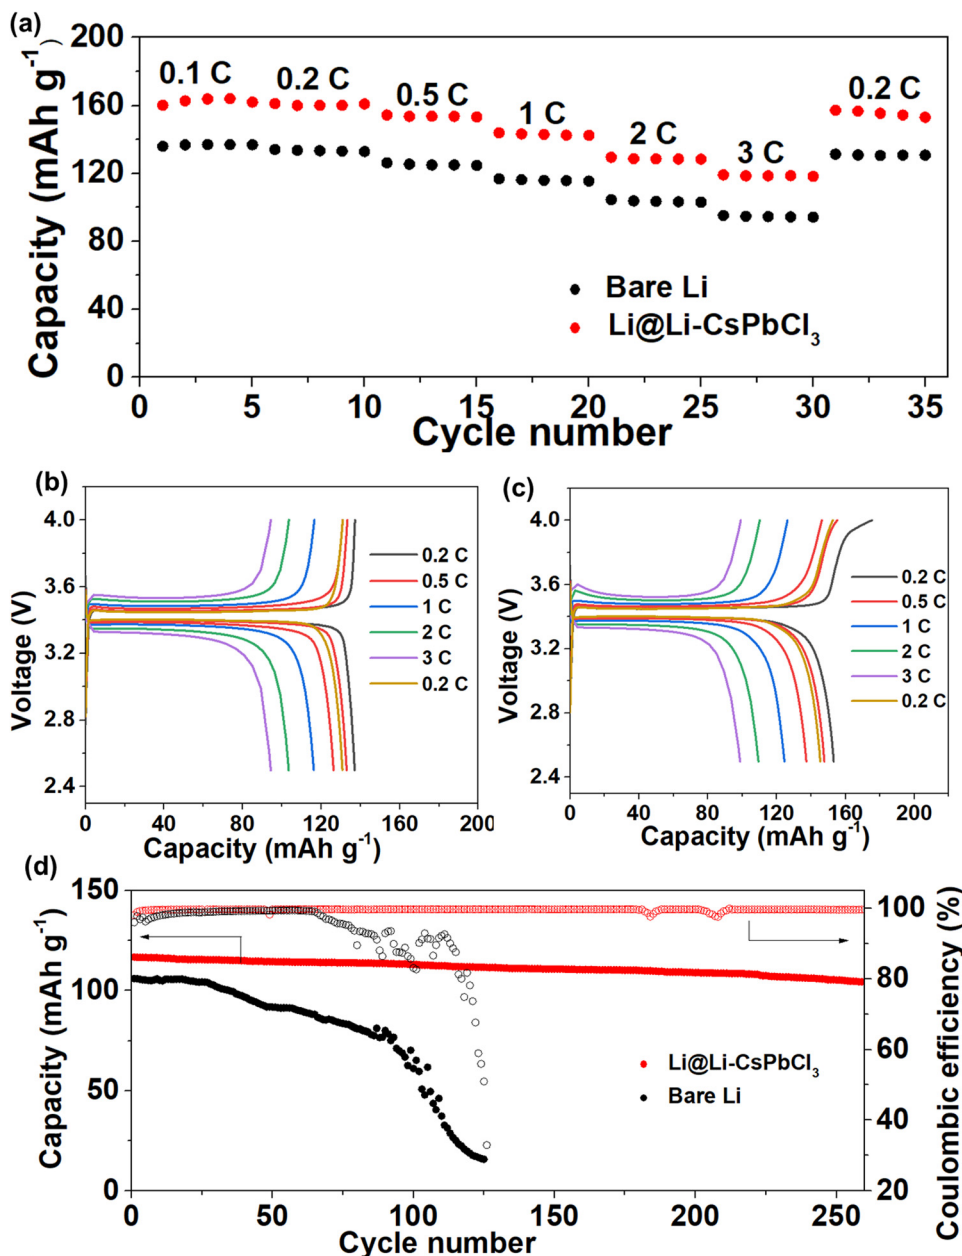 (a)
200
160
120
80
40
0
Capacity (mAh g-1)
0.1 C
0.2 C
0.5 C
1 C
2 C
3 C
0.2 C
Bare Li
Li@Li-CsPbCl3
0 5 10 15 20 25 30 35
Cycle number
(b)
4.0
3.6
3.2
2.8
2.4
Voltage (V)
0.2 C
0.5 C
1 C
2 C
3 C
0.2 C
0 40 80 120 160 200
Capacity (mAh g-1)
(c)
4.0
3.6
3.2
2.8
2.4
Voltage (V)
0.2 C
0.5 C
1 C
2 C
3 C
0.2 C
0 40 80 120 160 200
Capacity (mAh g-1)
(d)
150
100
50
0
Capacity (mAh g-1)
Li@Li-CsPbCl3
Bare Li
100
80
60
40
20
Coulombic efficiency (%)
0 50 100 150 200 250
Cycle number